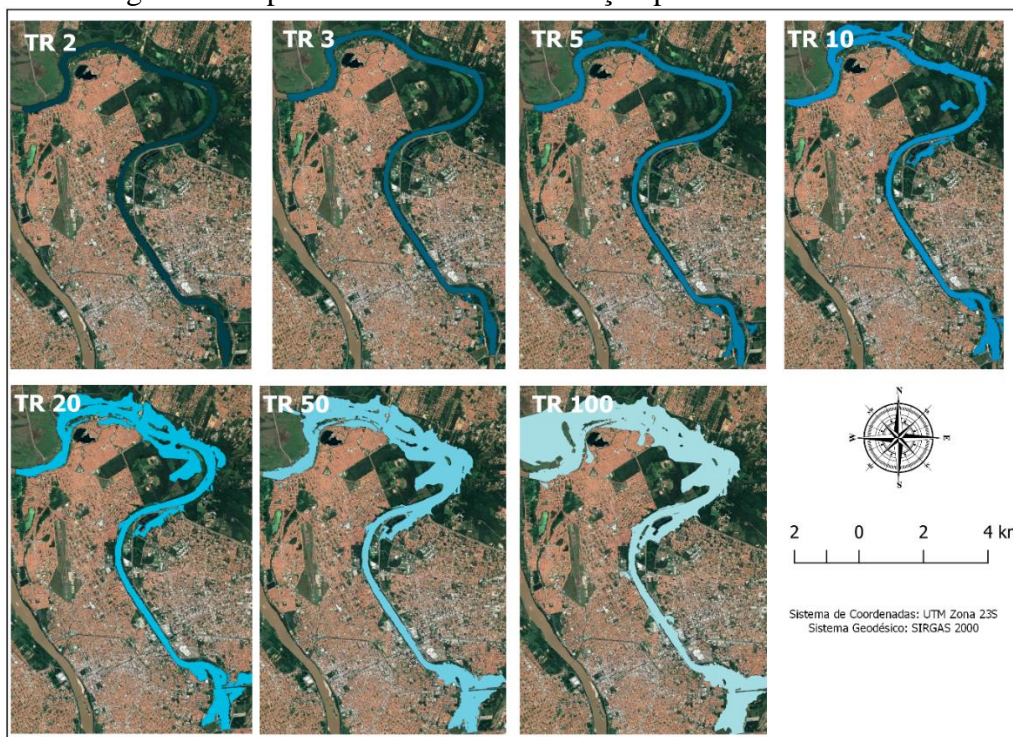 TR 2
TR 3
TR 5
TR 10
TR 20
TR 50
TR 100
N
W
E
S
2 0 2 4 km
Sistema de Coordenadas: UTM Zona 23S
Sistema Geodésico: SIRGAS 2000